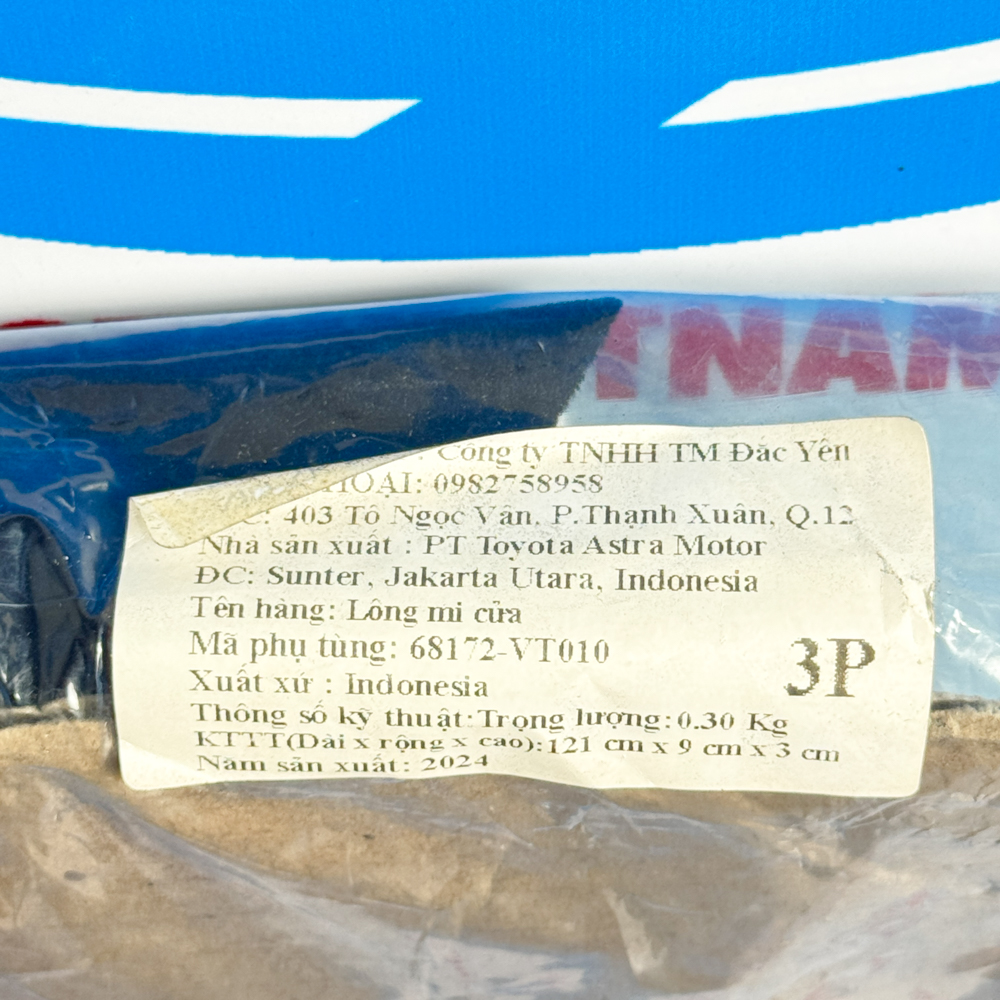 TNAM
: Công ty TNHH TM Đắc Yên
HOẠI: 0982758958
C: 403 Tô Ngọc Vân, P.Thạnh Xuân, Q.12
Nhà sản xuất : PT Toyota Astra Motor
ĐC: Sunter, Jakarta Utara, Indonesia
Tên hàng: Lông mi cửa
Mã phụ tùng: 68172-VT010
3P
Xuất xứ : Indonesia
Thông số kỹ thuật:Trọng lượng:0.30 Kg
KTTT(Dài x rộng x cao):121 cm x 9 cm x 3 cm
Năm sản xuất: 2024